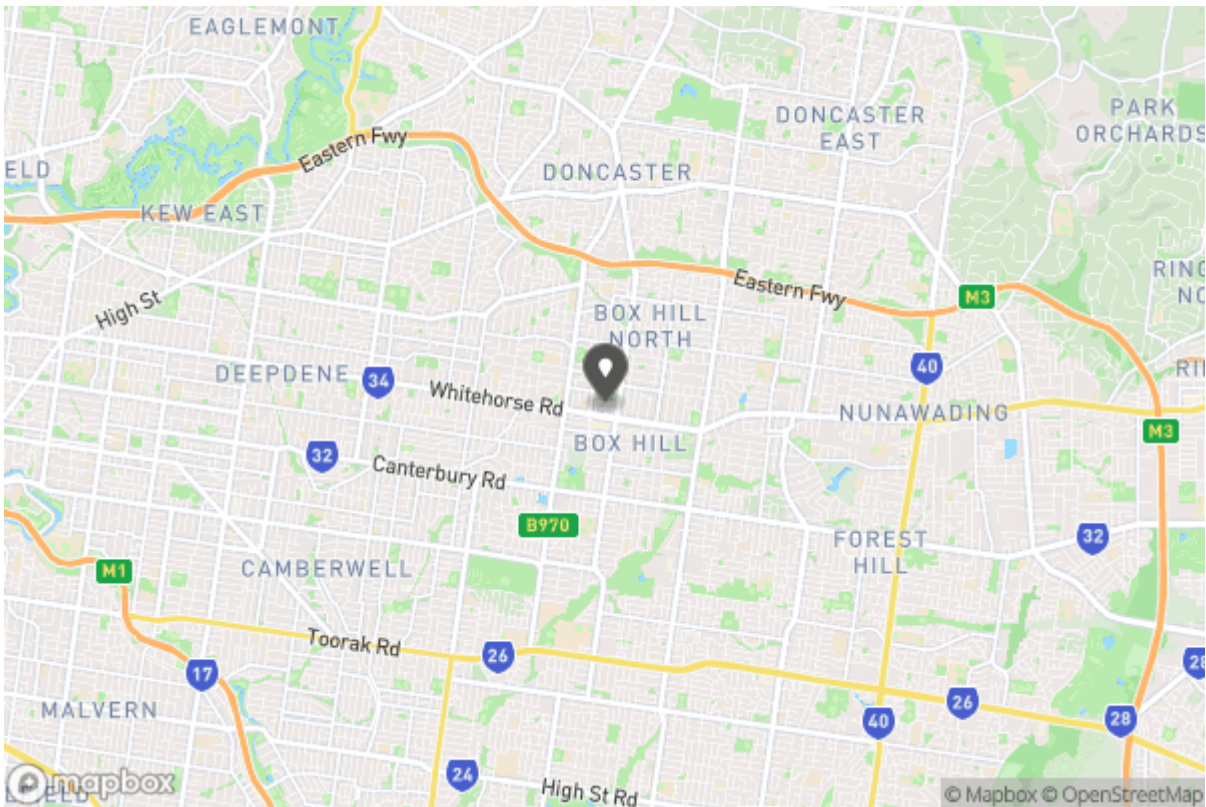 EAGLEMONT
DONCASTER
EAST
PARK
ORCHARDS
Eastern Fwy
ELD
DONCASTER
KEW EAST
RING
NO
Eastern Fwy
M3
High St
BOX HILL
NORTH
DEEPDENE
34
40
RI
Whitehorse Rd
NUNAWADING
M3
BOX HILL
32
Canterbury Rd
B970
32
FOREST
HILL
M1
CAMBERWELL
Toorak Rd
26
28
17
26
MALVERN
40
28
24
mapbox
High St Rd
© Mapbox © OpenStreetMap